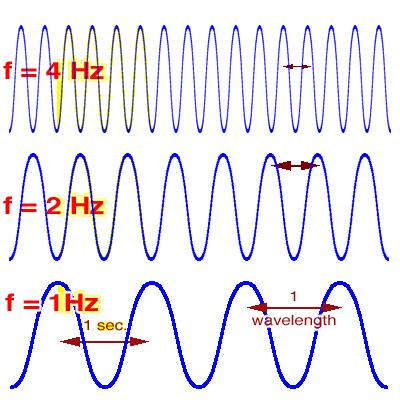 f = 4 Hz
f = 2 Hz
f = 1Hz
1 sec.
1
wavelength